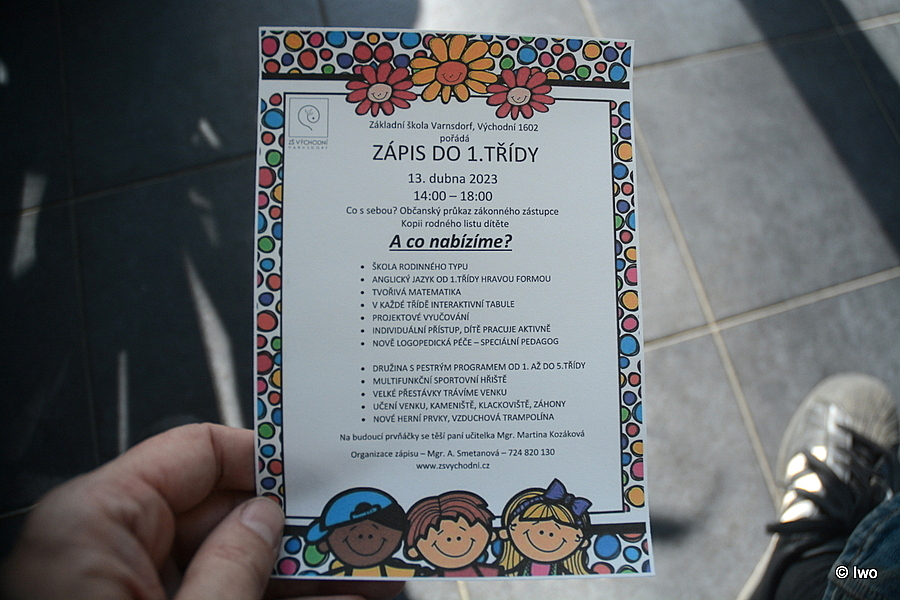 ZŠ VÝCHODNÍ
VARNSDORF
Základní škola Varnsdorf, Východní 1602
pořádá
ZÁPIS DO 1.TŘÍDY
13. dubna 2023
14:00 – 18:00
Co s sebou? Občanský průkaz zákonného zástupce
Kopii rodného listu dítěte
A co nabízíme?
• ŠKOLA RODINNÉHO TYPU
• ANGLICKÝ JAZYK OD 1.TŘÍDY HRAVOU FORMOU
• TVOŘIVÁ MATEMATIKA
• V KAŽDÉ TŘÍDĚ INTERAKTIVNÍ TABULE
• PROJEKTOVÉ VYUČOVÁNÍ
• INDIVIDUÁLNÍ PŘÍSTUP, DÍTĚ PRACUJE AKTIVNĚ
• NOVĚ LOGOPEDICKÁ PÉČE – SPECIÁLNÍ PEDAGOG
• DRUŽINA S PESTRÝM PROGRAMEM OD 1. AŽ DO 5.TŘÍDY
• MULTIFUNKČNÍ SPORTOVNÍ HŘIŠTĚ
• VELKÉ PŘESTÁVKY TRÁVÍME VENKU
• UČENÍ VENKU, KAMENIŠTĚ, KLACKOVIŠTĚ, ZÁHONY
• NOVÉ HERNÍ PRVKY, VZDUCHOVÁ TRAMPOLÍNA
Na budoucí prvňáčky se těší paní učitelka Mgr. Martina Kozáková
Organizace zápisu – Mgr. A. Smetanová – 724 820 130
www.zsvychodni.cz
© Iwo